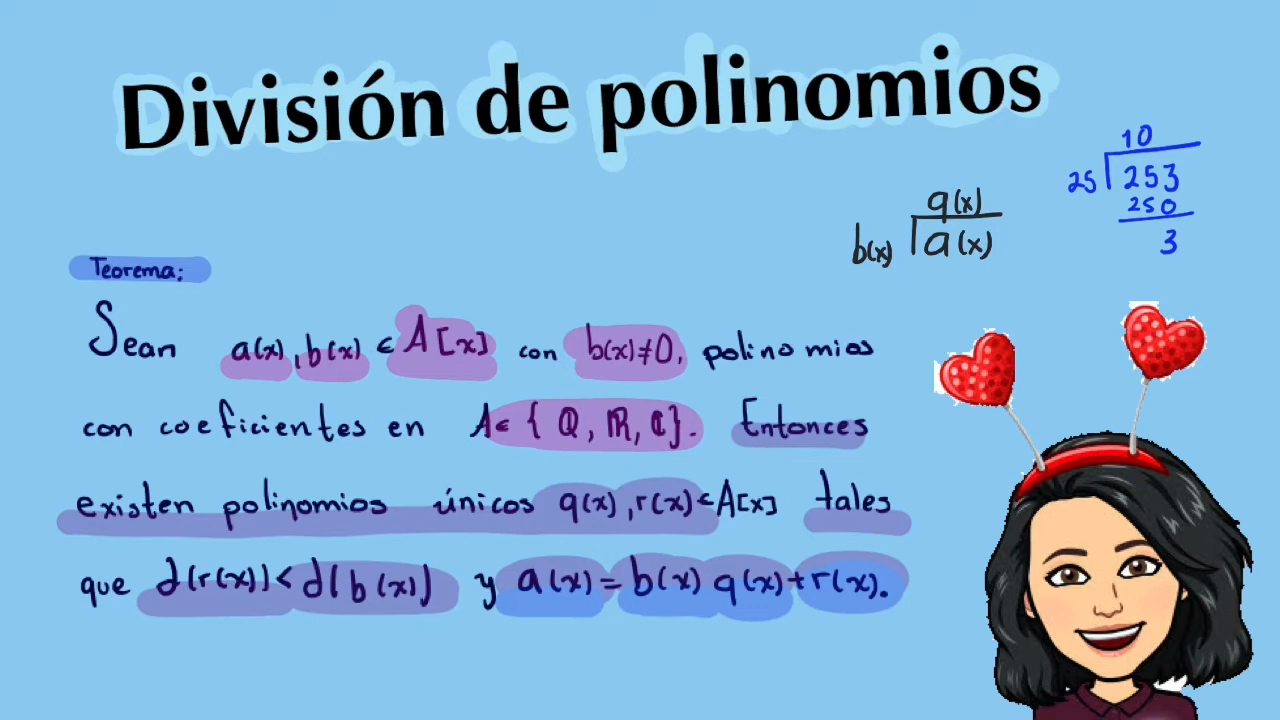 División de polinomios
10
25 253
250
3
q(x)
b(x) a(x)
Teorema:
Sean a(x), b(x) ∈ A[x] con b(x)≠0, polinomios
con coeficientes en A∈{ℚ, ℝ, ℂ}. Entonces
existen polinomios únicos q(x), r(x)∈A[x] tales
que d(r(x))<d(b(x)) y a(x)=b(x) q(x)+r(x).